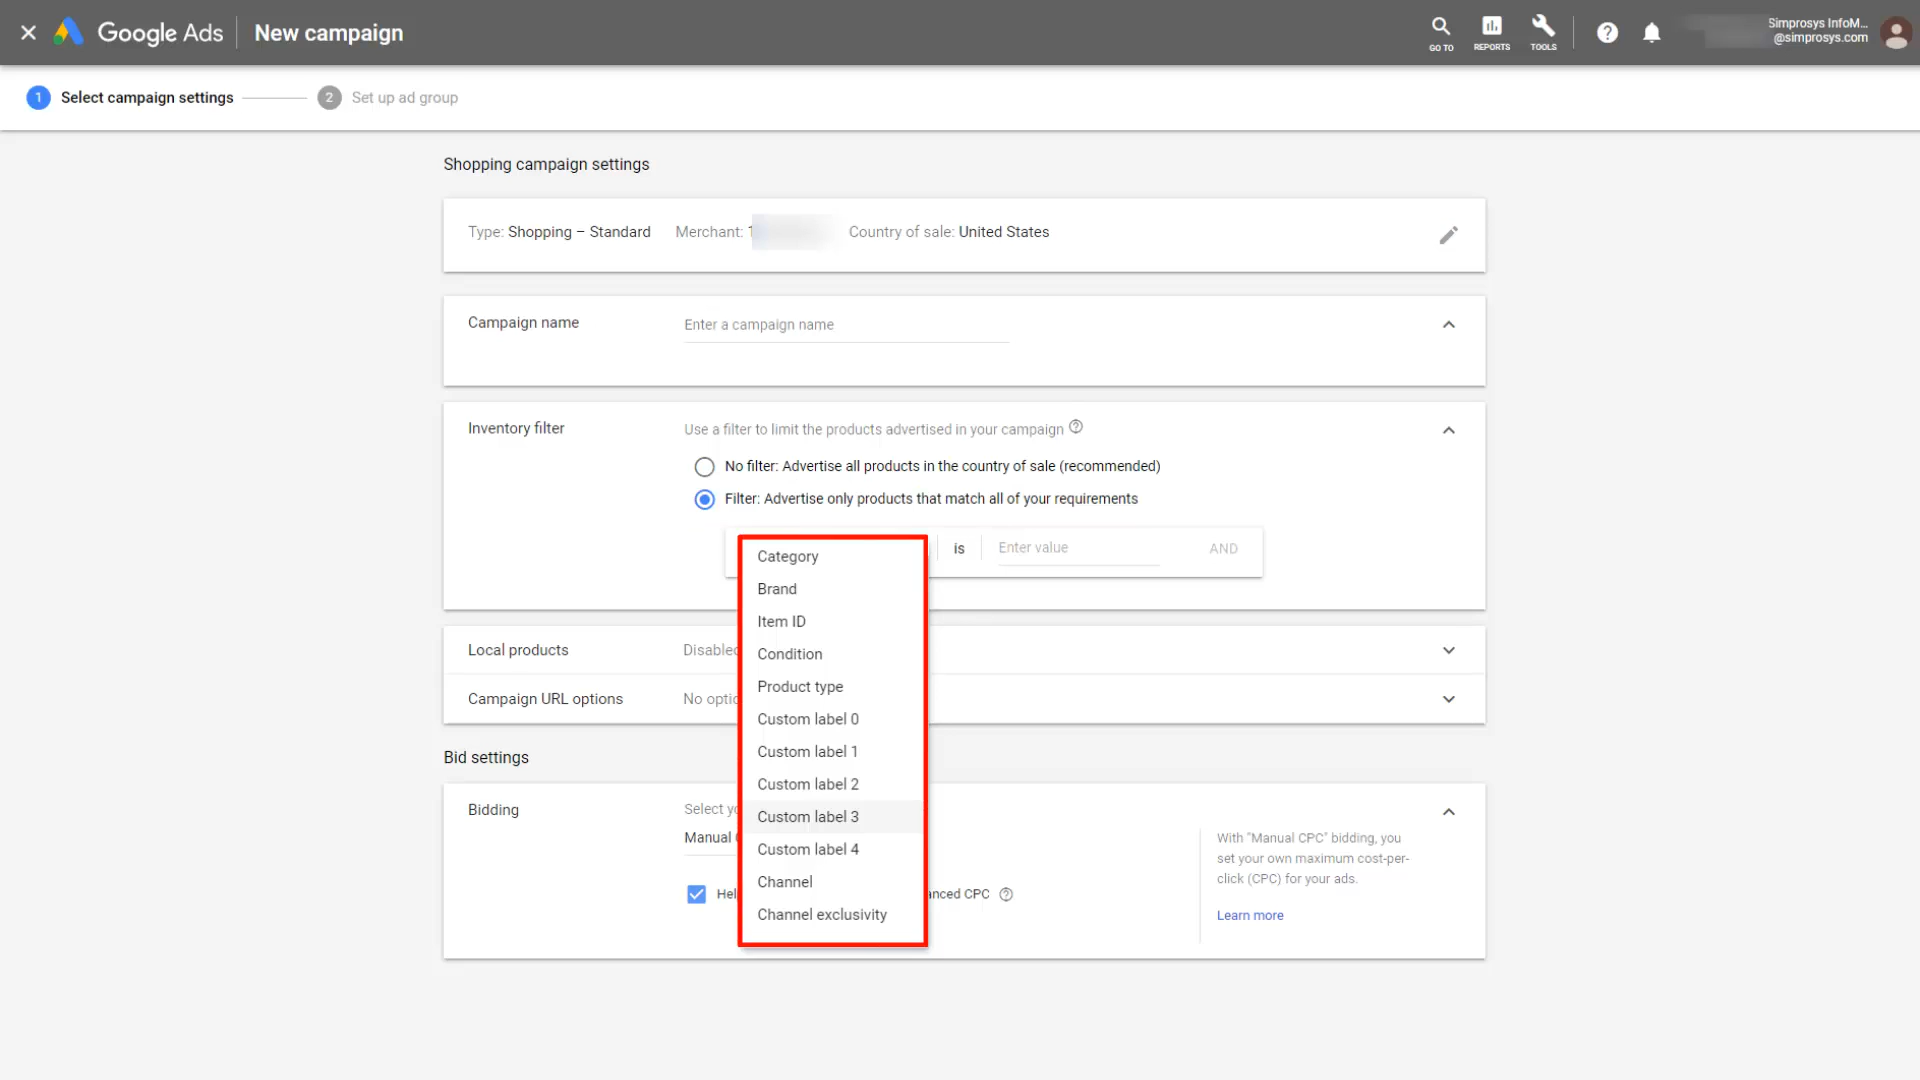 Google Ads
New campaign
GO TO
REPORTS
TOOLS
?
Simprosys InfoM...
@simprosys.com
1 Select campaign settings
2 Set up ad group
Shopping campaign settings
Type: Shopping – Standard Merchant: 1 Country of sale: United States
Campaign name
Enter a campaign name
Inventory filter
Use a filter to limit the products advertised in your campaign ?
No filter: Advertise all products in the country of sale (recommended)
Filter: Advertise only products that match all of your requirements
is Enter value AND
Category
Brand
Item ID
Condition
Product type
Custom label 0
Custom label 1
Custom label 2
Custom label 3
Custom label 4
Channel
Channel exclusivity
Local products Disabled
Campaign URL options No optio
Bid settings
Bidding
Select yo
Manual
Hel
anced CPC ?
With "Manual CPC" bidding, you
set your own maximum cost-per-
click (CPC) for your ads.
Learn more